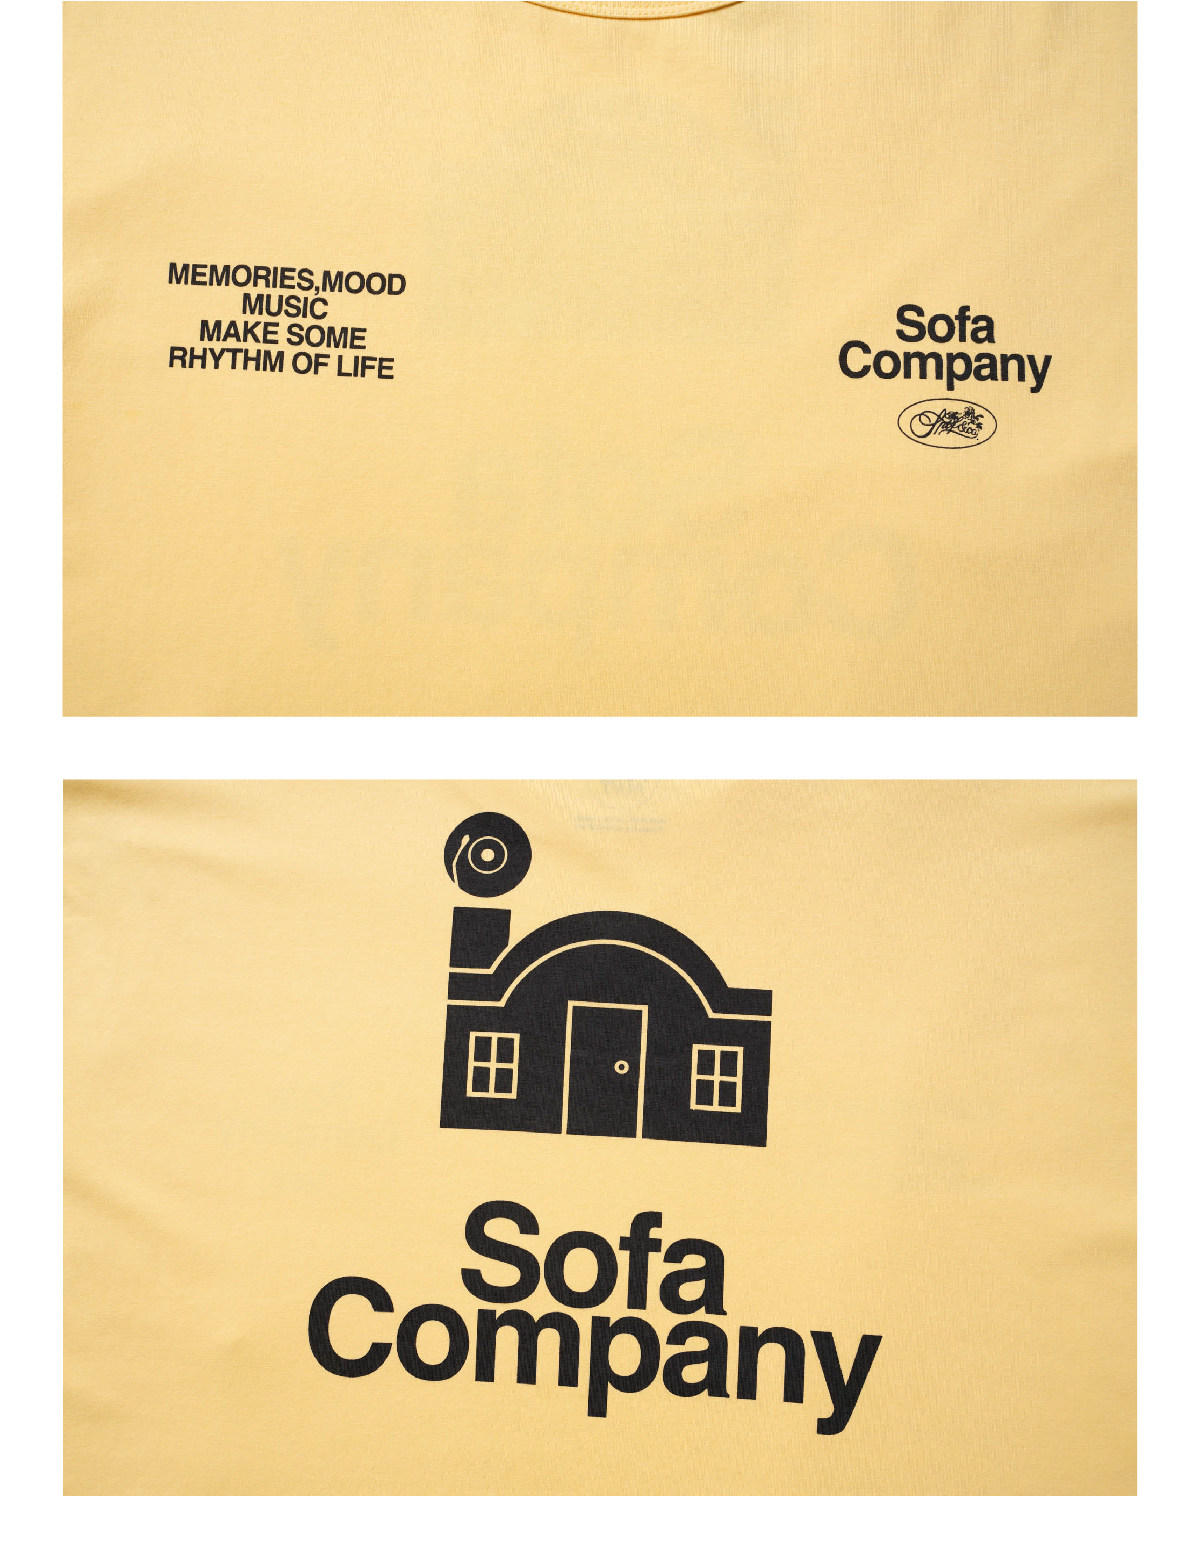 MEMORIES,MOOD
MUSIC
MAKE SOME
RHYTHM OF LIFE
Sofa
Company
Sofa
Company